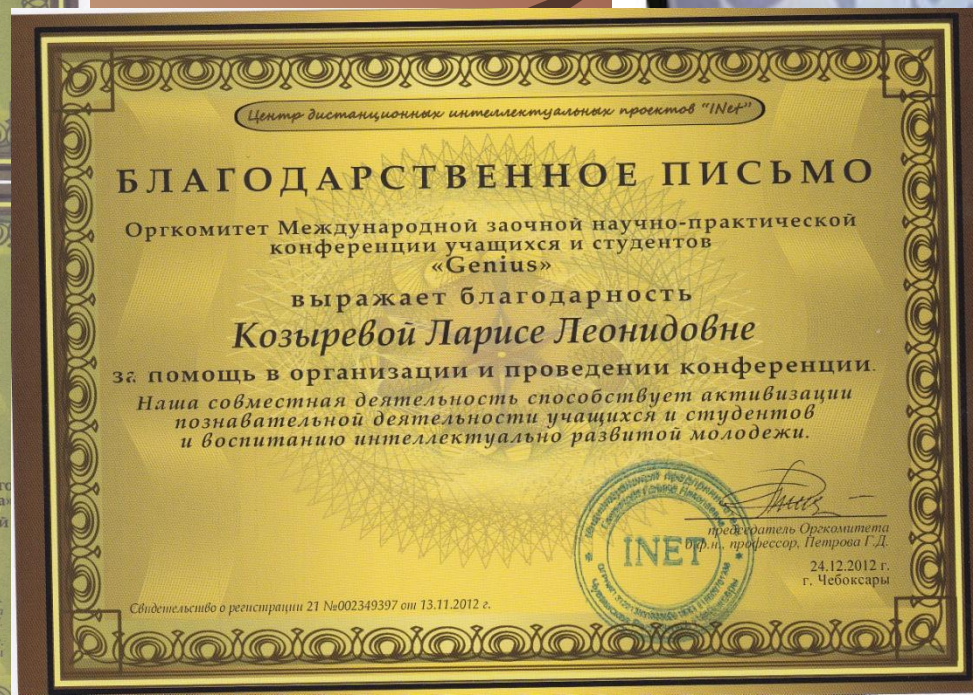 Центр дистанционных интеллектуальных проектов "INet"
БЛАГОДАРСТВЕННОЕ ПИСЬМО
Оргкомитет Международной заочной научно-практической
конференции учащихся и студентов
«Genius»
выражает благодарность
Козыревой Ларисе Леонидовне
за помощь в организации и проведении конференции.
Наша совместная деятельность способствует активизации
познавательной деятельности учащихся и студентов
и воспитанию интеллектуально развитой молодежи.
INET
председатель Оргкомитета
д.ф.н., профессор, Петрова Г.Д.
24.12.2012 г.
г. Чебоксары
Свидетельство о регистрации 21 №002349397 от 13.11.2012 г.